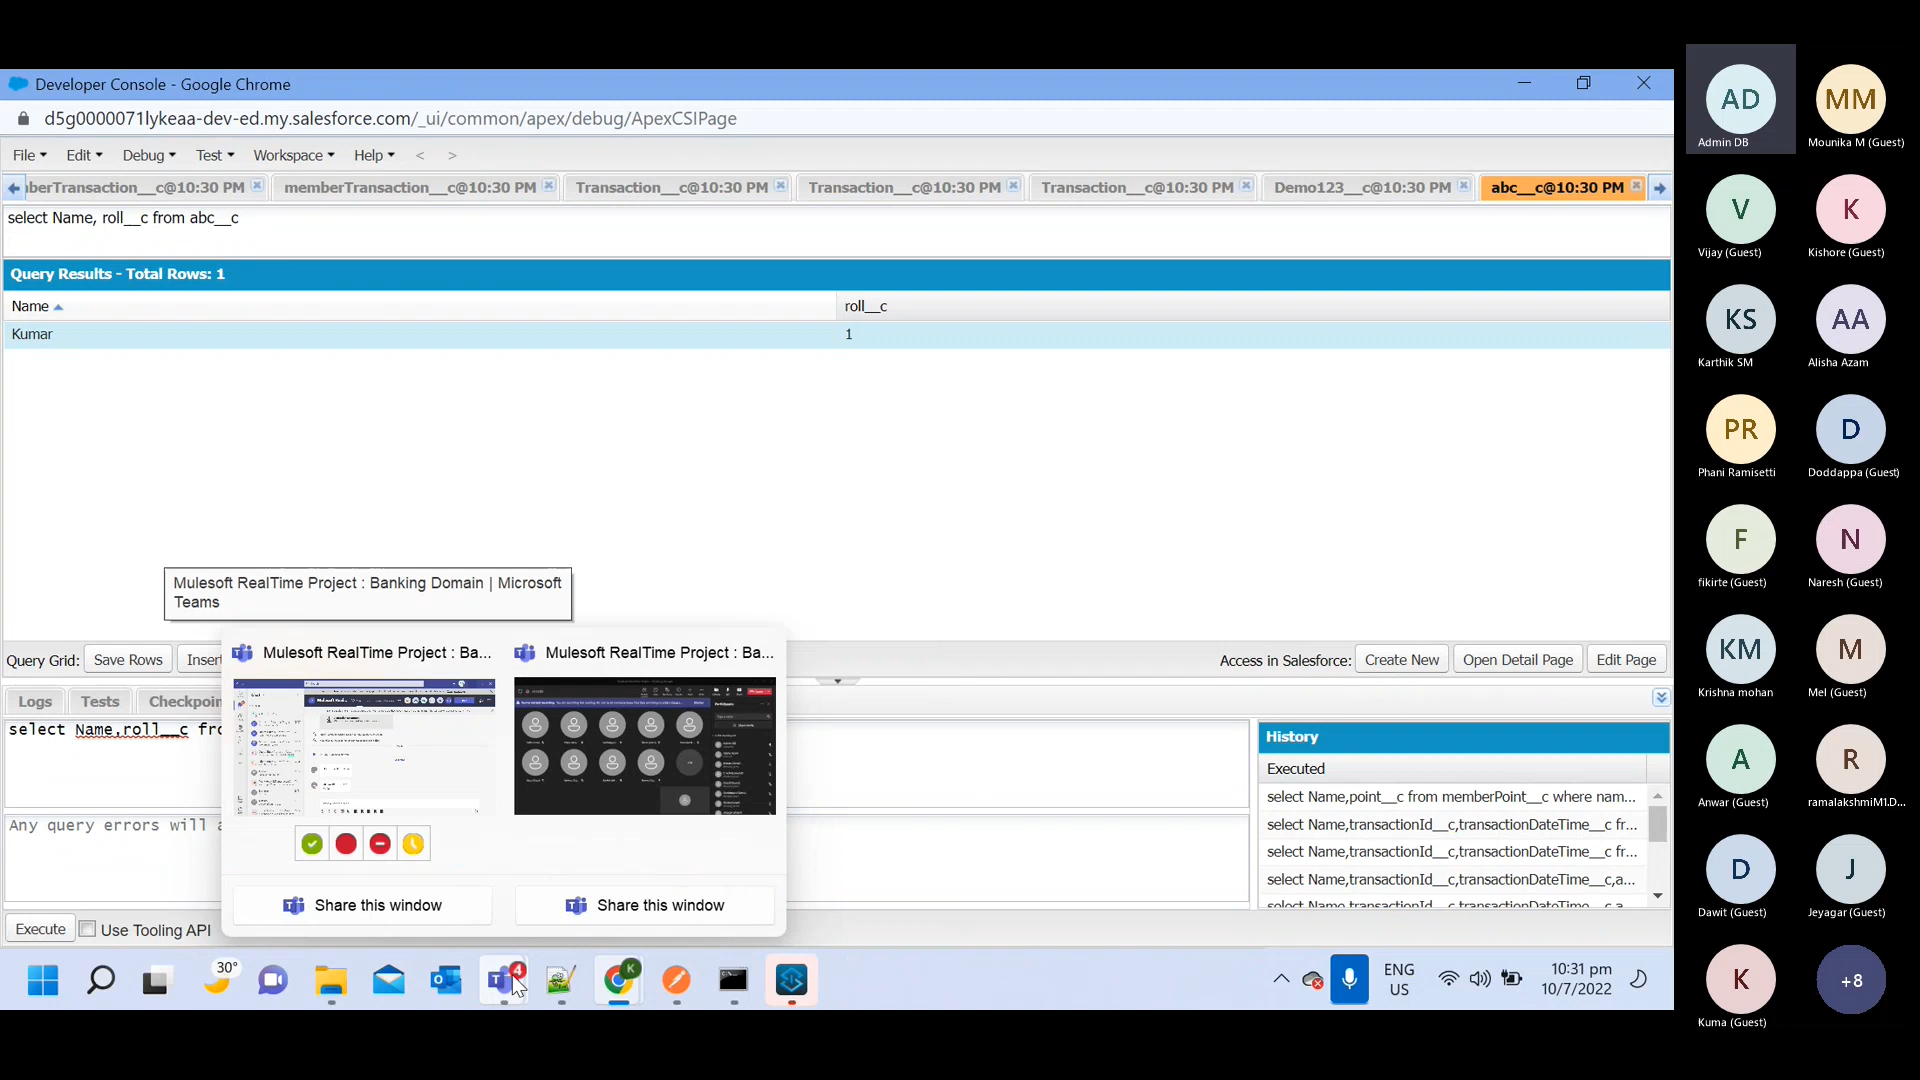 Developer Console - Google Chrome
d5g0000071lykeaa-dev-ed.my.salesforce.com/_ui/common/apex/debug/ApexCSIPage
File Edit Debug Test Workspace Help < >
berTransaction__c@10:30 PM memberTransaction__c@10:30 PM Transaction__c@10:30 PM Transaction__c@10:30 PM Transaction__c@10:30 PM Demo123__c@10:30 PM abc__c@10:30 PM
select Name, roll__c from abc__c
Query Results - Total Rows: 1
Name roll__c
Kumar 1
Mulesoft RealTime Project : Banking Domain | Microsoft
Teams
Mulesoft RealTime Project : Ba... Mulesoft RealTime Project : Ba...
Query Grid: Save Rows Insert Access in Salesforce: Create New Open Detail Page Edit Page
Logs Tests Checkpoin
select Name,roll__c fro
Any query errors will a
Share this window Share this window
Execute Use Tooling API
History
Executed
select Name,point__c from memberPoint__c where nam...
select Name,transactionId__c,transactionDateTime__c fr...
select Name,transactionId__c,transactionDateTime__c fr...
select Name,transactionId__c,transactionDateTime__c,a...
select Name,transactionId__c,transactionDateTime__c,a...
30° 4 K
ENG
US
10:31 pm
10/7/2022
AD MM
Admin DB Mounika M (Guest)
V K
Vijay (Guest) Kishore (Guest)
KS AA
Karthik SM Alisha Azam
PR D
Phani Ramisetti Doddappa (Guest)
F N
fikirte (Guest) Naresh (Guest)
KM M
Krishna mohan Mel (Guest)
A R
Anwar (Guest) ramalakshmiM1.D...
D J
Dawit (Guest) Jeyagar (Guest)
K +8
Kuma (Guest)